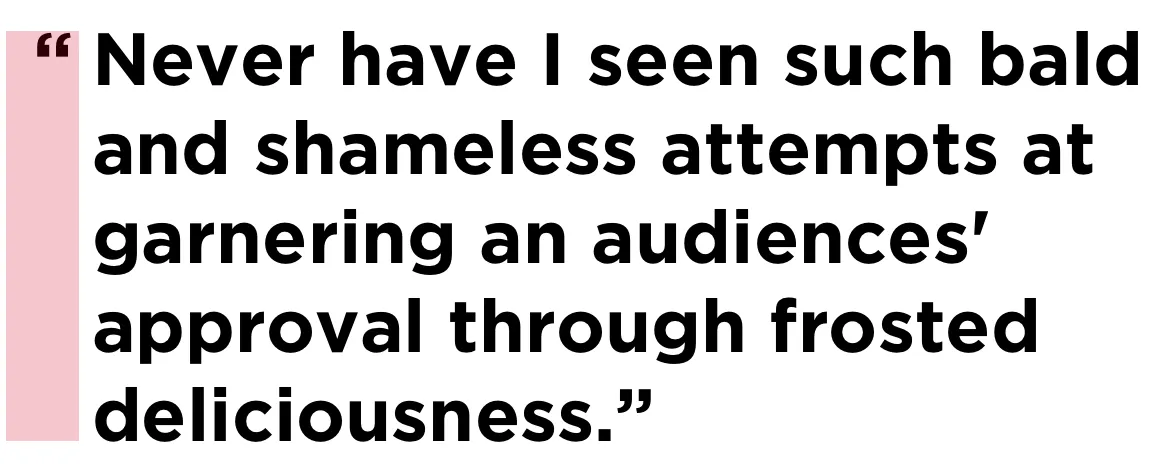 “ Never have I seen such bald
and shameless attempts at
garnering an audiences'
approval through frosted
deliciousness.”